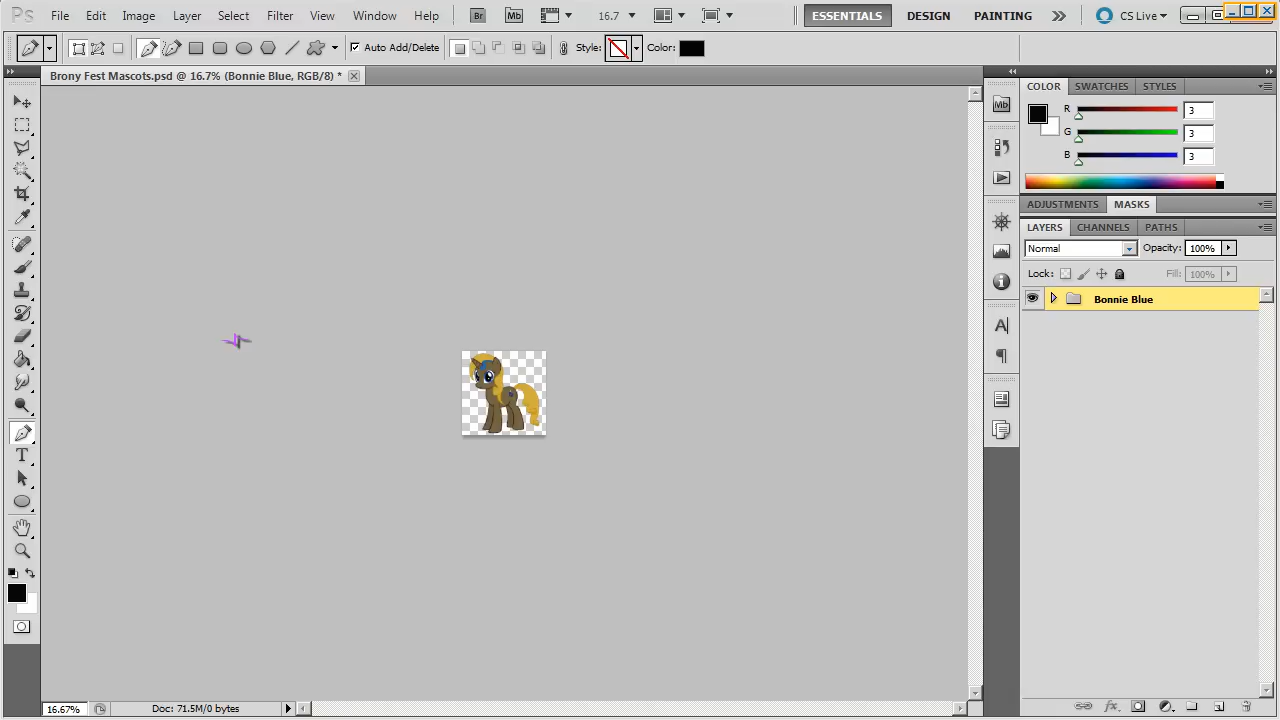 Ps File Edit Image Layer Select Filter View Window Help Br Mb 16.7 ESSENTIALS DESIGN PAINTING CS Live
Auto Add/Delete Style: Color:
Brony Fest Mascots.psd @ 16.7% (Bonnie Blue, RGB/8) *
COLOR SWATCHES STYLES
Mb
R 3
G 3
B 3
ADJUSTMENTS MASKS
LAYERS CHANNELS PATHS
Normal Opacity: 100%
Lock: Fill: 100%
Bonnie Blue
A
T
fx
16.67% Doc: 71.5M/0 bytes